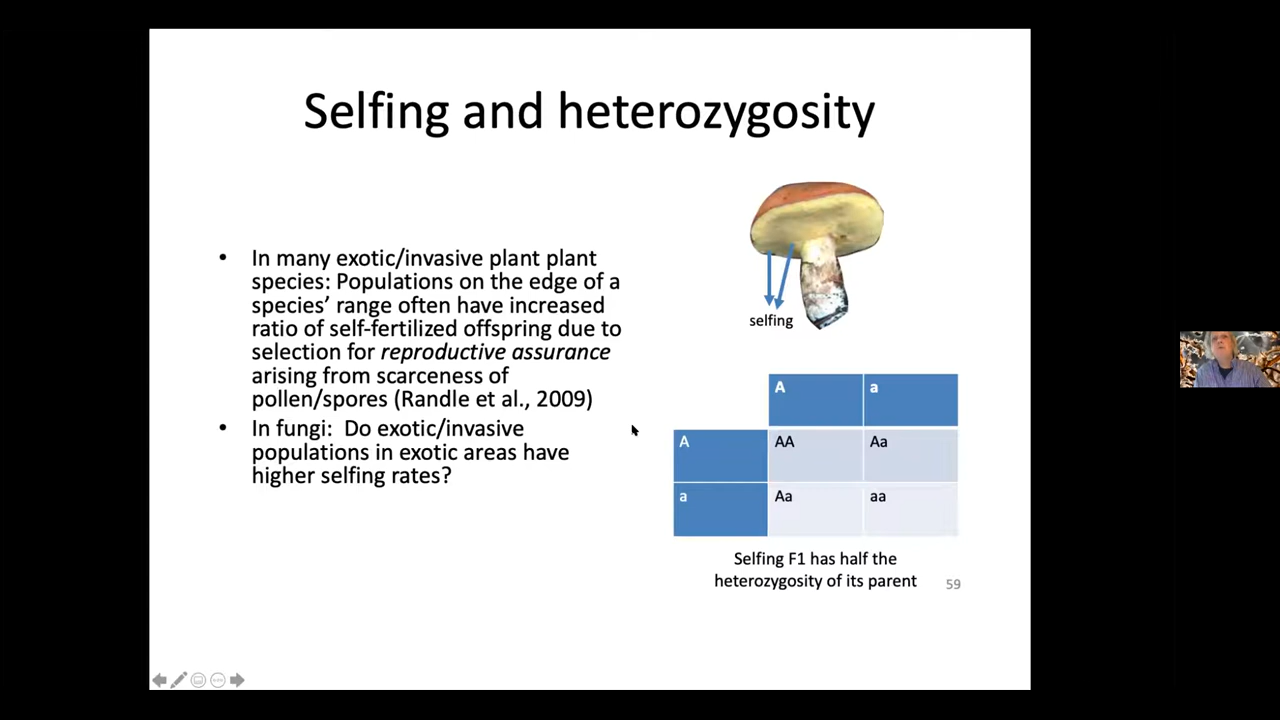 Selfing and heterozygosity
• In many exotic/invasive plant plant
species: Populations on the edge of a
species’ range often have increased
ratio of self-fertilized offspring due to
selection for reproductive assurance
arising from scarceness of
pollen/spores (Randle et al., 2009)
• In fungi:  Do exotic/invasive
populations in exotic areas have
higher selfing rates?
selfing
A a
A AA Aa
a Aa aa
Selfing F1 has half the
heterozygosity of its parent
59